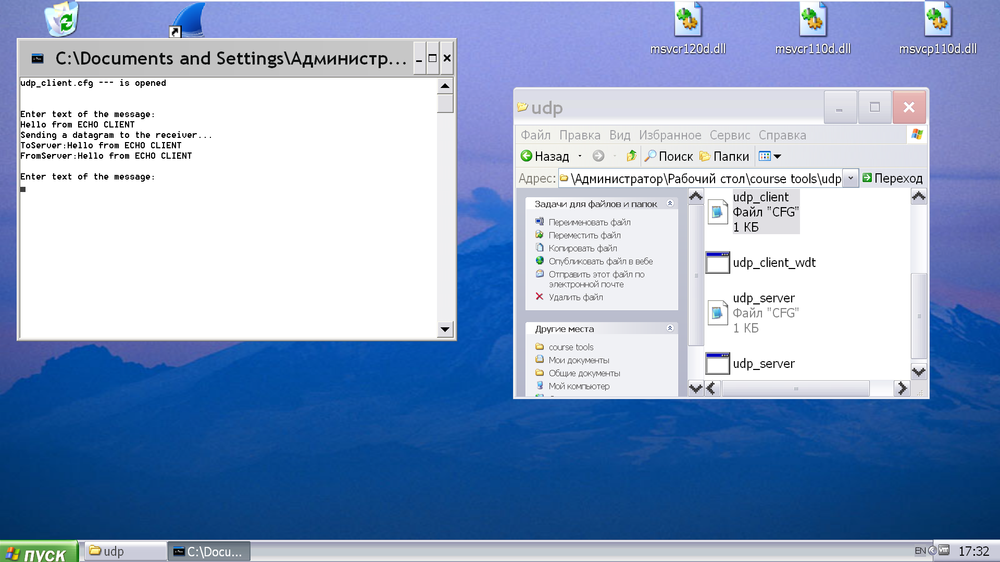 msvcr120d.dll
msvcr110d.dll
msvcp110d.dll
C:\Documents and Settings\Администр...
udp_client.cfg --- is opened
Enter text of the message:
Hello from ECHO CLIENT
Sending a datagram to the receiver...
ToServer:Hello from ECHO CLIENT
FromServer:Hello from ECHO CLIENT
Enter text of the message:
udp
Файл Правка Вид Избранное Сервис Справка
Назад Поиск Папки
Адрес: \Администратор\Рабочий стол\course tools\udp Переход
Задачи для файлов и папок
Переименовать файл
Переместить файл
Копировать файл
Опубликовать файл в вебе
Отправить этот файл по
электронной почте
Удалить файл
Другие места
course tools
Мои документы
Общие документы
Мой компьютер
udp_client
Файл "CFG"
1 КБ
udp_client_wdt
udp_server
Файл "CFG"
1 КБ
udp_server
пуск
udp
C:\Docu...
EN
vm
17:32